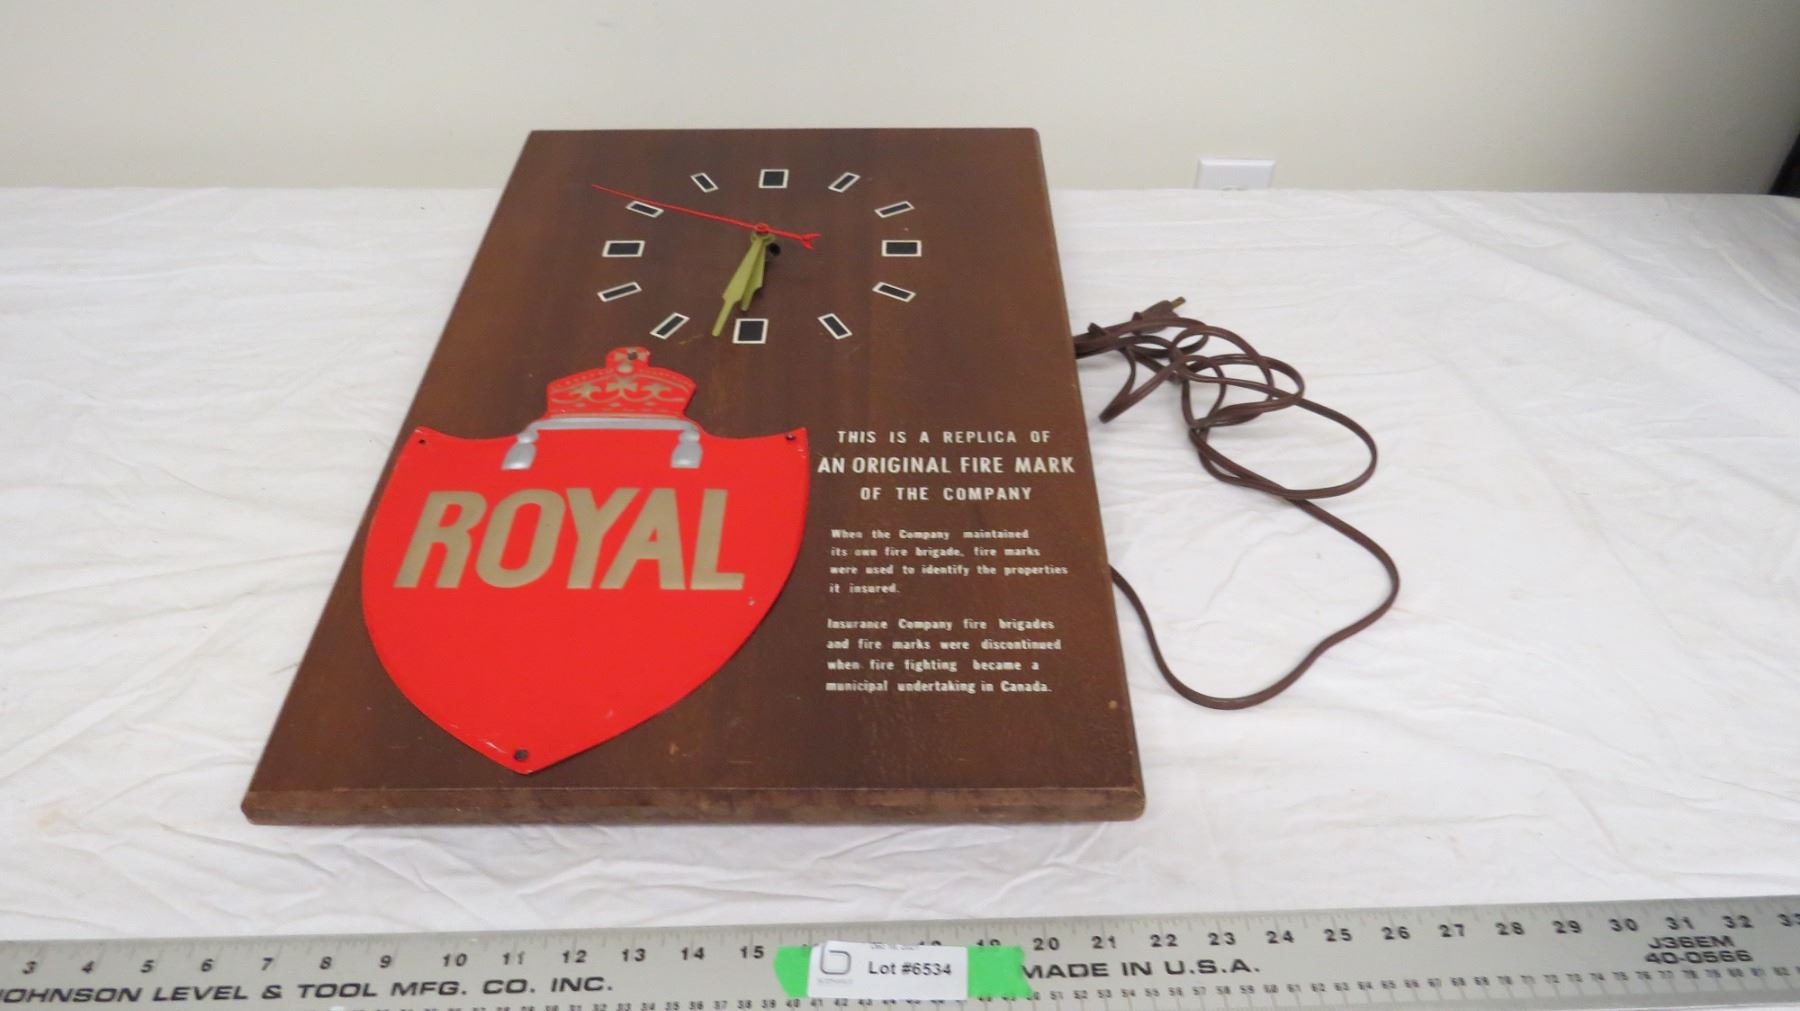 ROYAL
THIS IS A REPLICA OF
AN ORIGINAL FIRE MARK
OF THE COMPANY
When the Company maintained
its own fire brigade, fire marks
were used to identify the properties
it insured.
Insurance Company fire brigades
and fire marks were discontinued
when fire fighting became a
municipal undertaking in Canada.
3 4 5 6 7 8 9 10 11 12 13 14 15 19 20 21 22 23 24 25 26 27 28 29 30 31 32 33
JOHNSON LEVEL & TOOL MFG. CO. INC.
Lot #6534
MADE IN U.S.A.
J36EM
40-0566